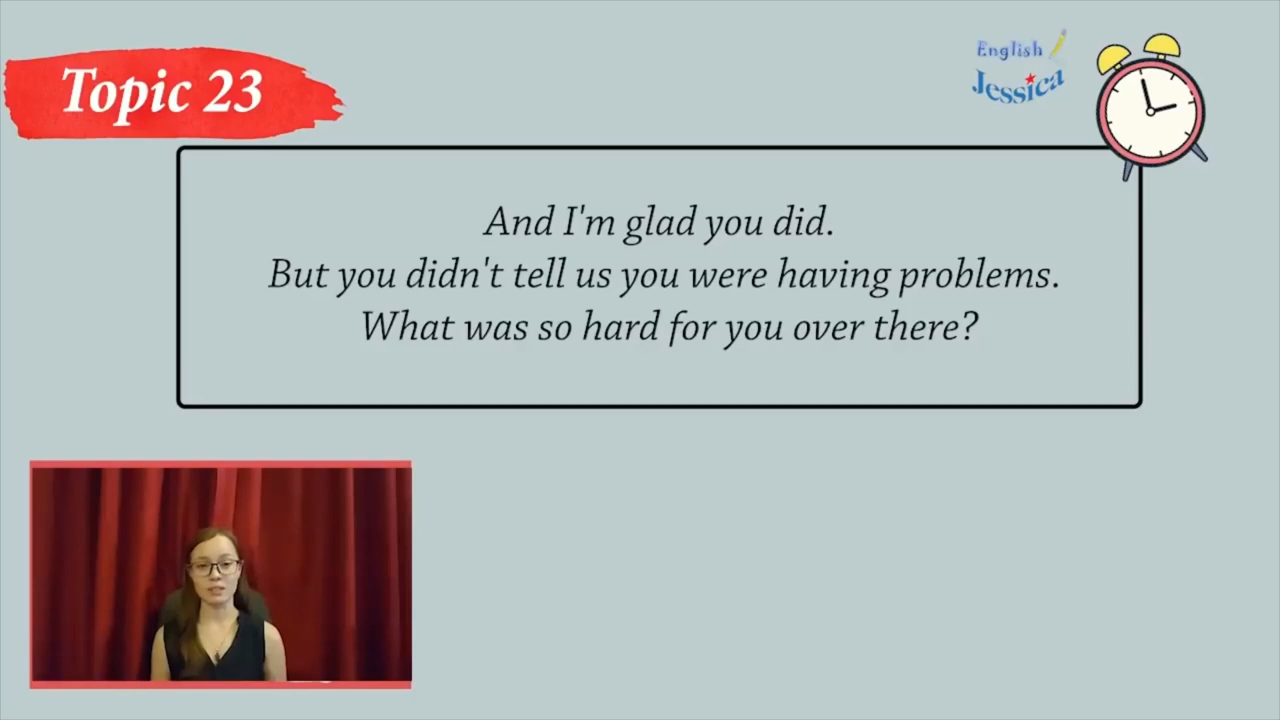 Topic 23
English
Jessica
And I'm glad you did.
But you didn't tell us you were having problems.
What was so hard for you over there?